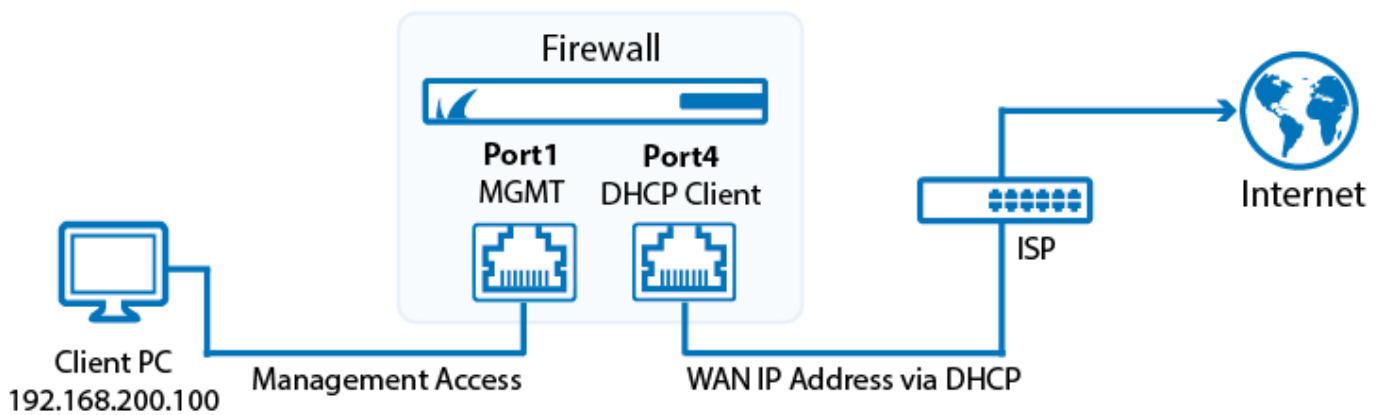 Firewall
Port1
MGMT
Port4
DHCP Client
Internet
ISP
Client PC
192.168.200.100
Management Access
WAN IP Address via DHCP